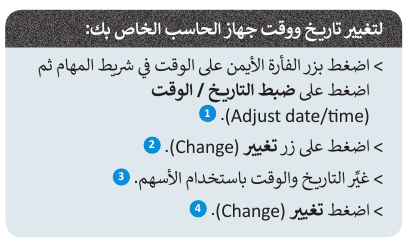 لتغيير تاريخ ووقت جهاز الحاسب الخاص بك:
> اضغط بزر الفأرة الأيمن على الوقت في شريط المهام ثم
اضغط على ضبط التاريخ / الوقت
(Adjust date/time). 1
> اضغط على زر تغيير (Change). 2
> غيِّر التاريخ والوقت باستخدام الأسهم. 3
> اضغط تغيير (Change). 4